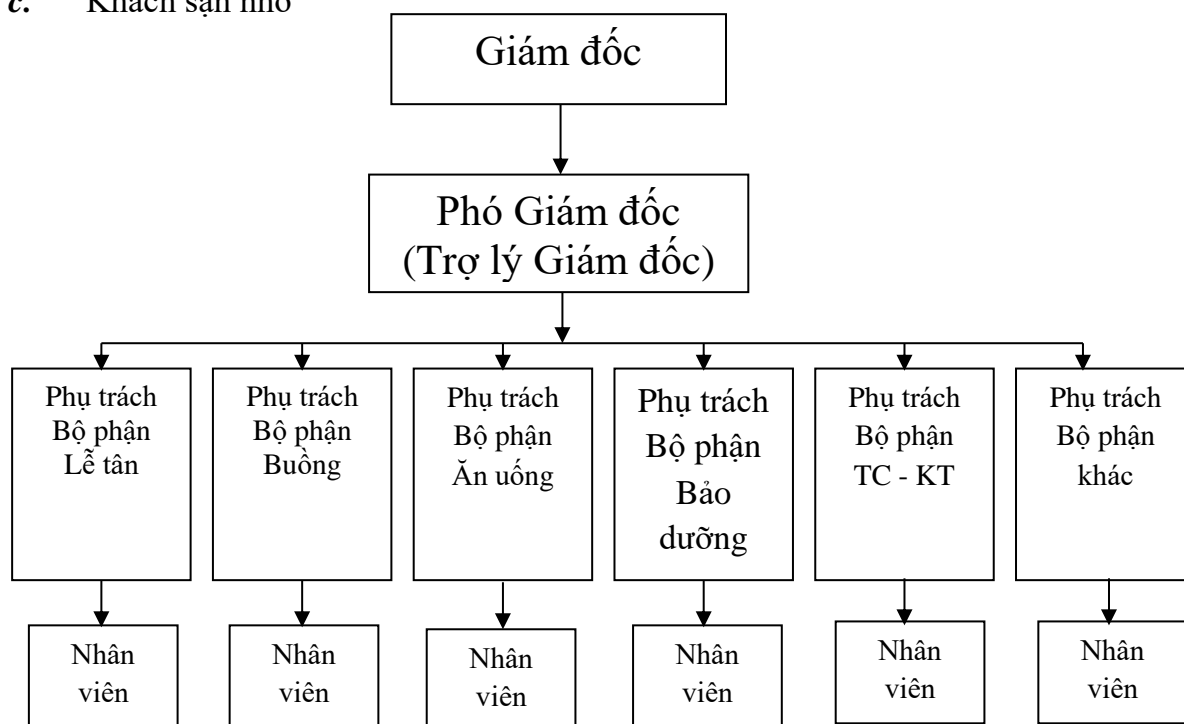 c. Khách sạn nhỏ
Giám đốc
Phó Giám đốc
(Trợ lý Giám đốc)
Phụ trách
Bộ phận
Lễ tân
Phụ trách
Bộ phận
Buồng
Phụ trách
Bộ phận
Ăn uống
Phụ trách
Bộ phận
Bảo
dưỡng
Phụ trách
Bộ phận
TC - KT
Phụ trách
Bộ phận
khác
Nhân
viên
Nhân
viên
Nhân
viên
Nhân
viên
Nhân
viên
Nhân
viên